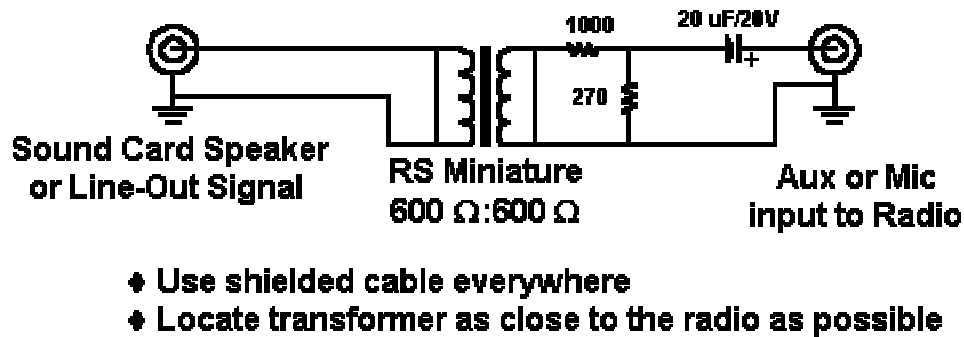 1000
20 uF/20V
+
270
Sound Card Speaker
or Line-Out Signal
RS Miniature
600 Ω:600 Ω
Aux or Mic
input to Radio
♦ Use shielded cable everywhere
♦ Locate transformer as close to the radio as possible